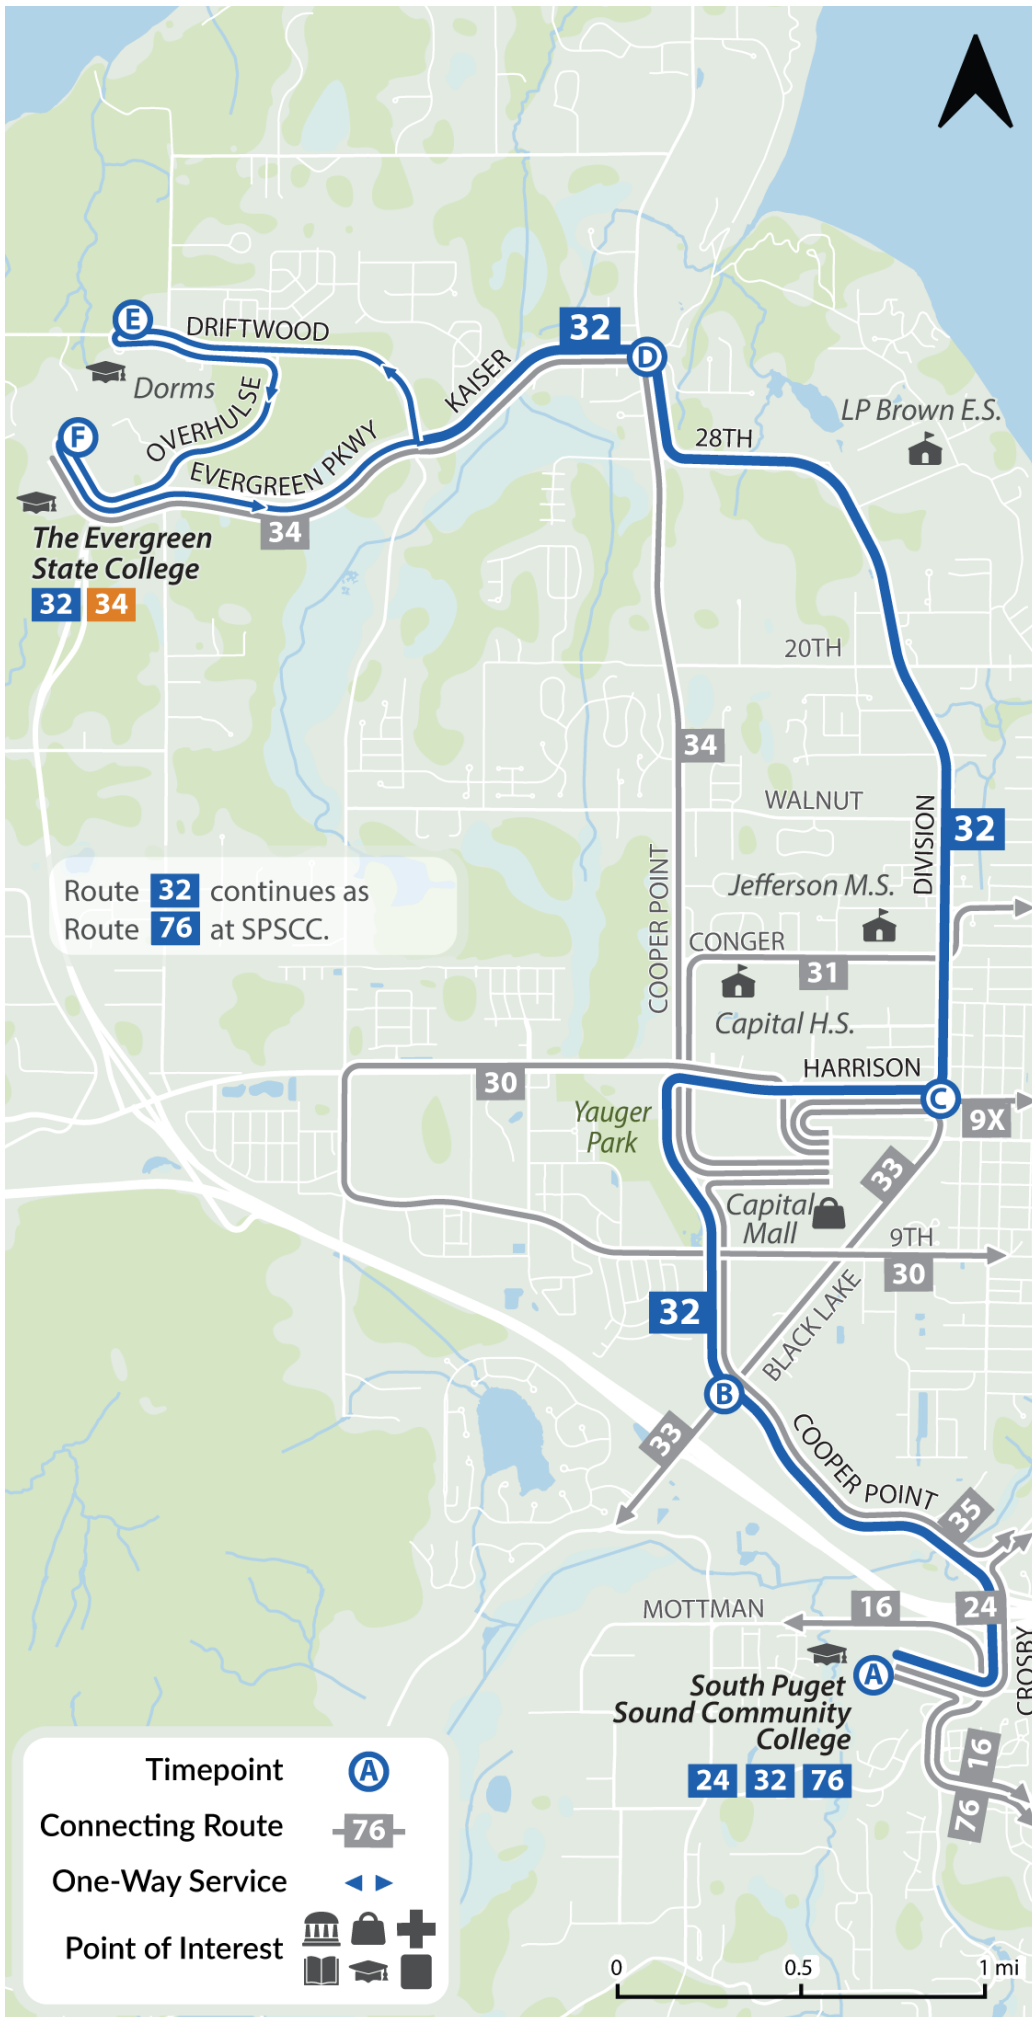 E
DRIFTWOOD
Dorms
OVERHULSE
F
EVERGREEN PKWY
34
The Evergreen
State College
32 34
KAISER
32
D
28TH
LP Brown E.S.
20TH
34
WALNUT
DIVISION
32
Jefferson M.S.
COOPER POINT
Route 32 continues as
Route 76 at SPSCC.
CONGER
31
Capital H.S.
HARRISON
30
C
9X
Yauger
Park
33
Capital
Mall
9TH
30
32
BLACK LAKE
B
33
COOPER POINT
35
MOTTMAN
16
24
CROSBY
A
South Puget
Sound Community
College
24 32 76
16
76
Timepoint A
Connecting Route 76
One-Way Service
Point of Interest
0 0.5 1 mi